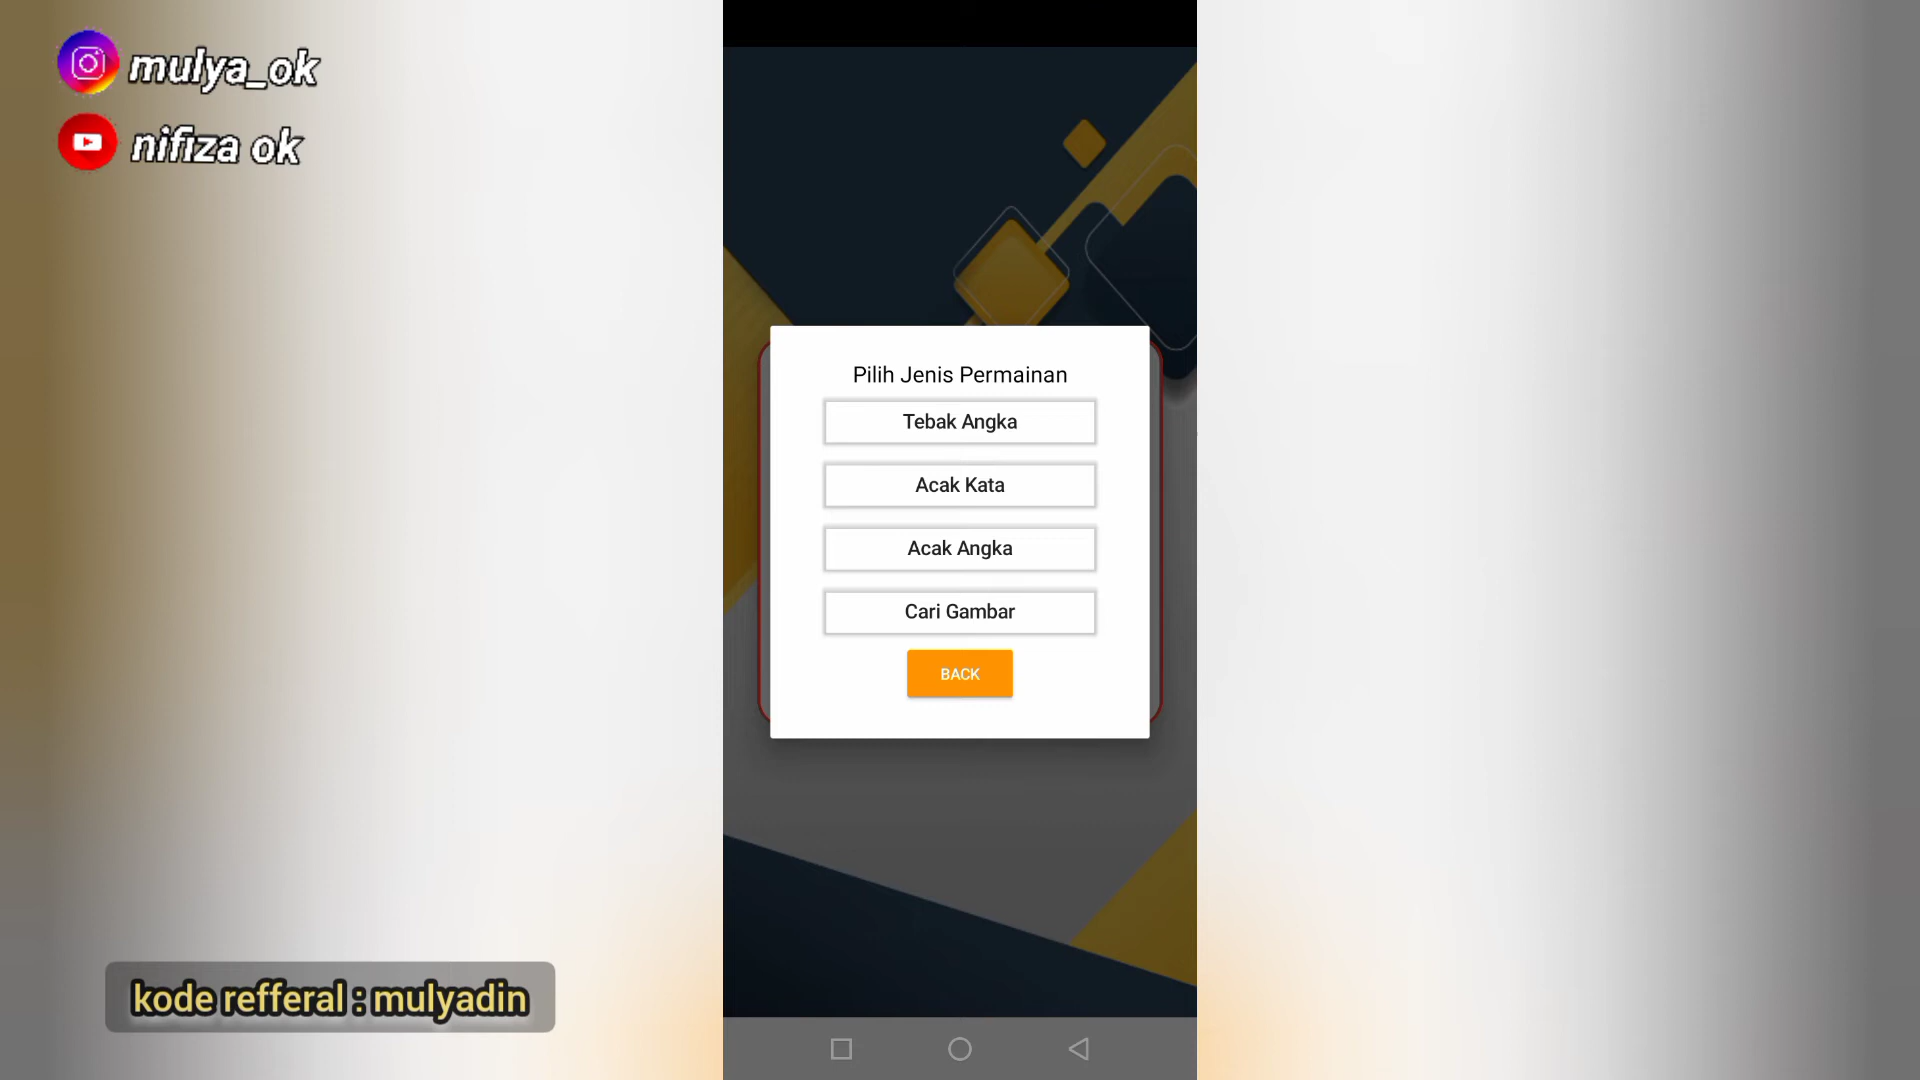 mulya_ok
nifiza ok
Pilih Jenis Permainan
Tebak Angka
Acak Kata
Acak Angka
Cari Gambar
BACK
kode refferal : mulyadin